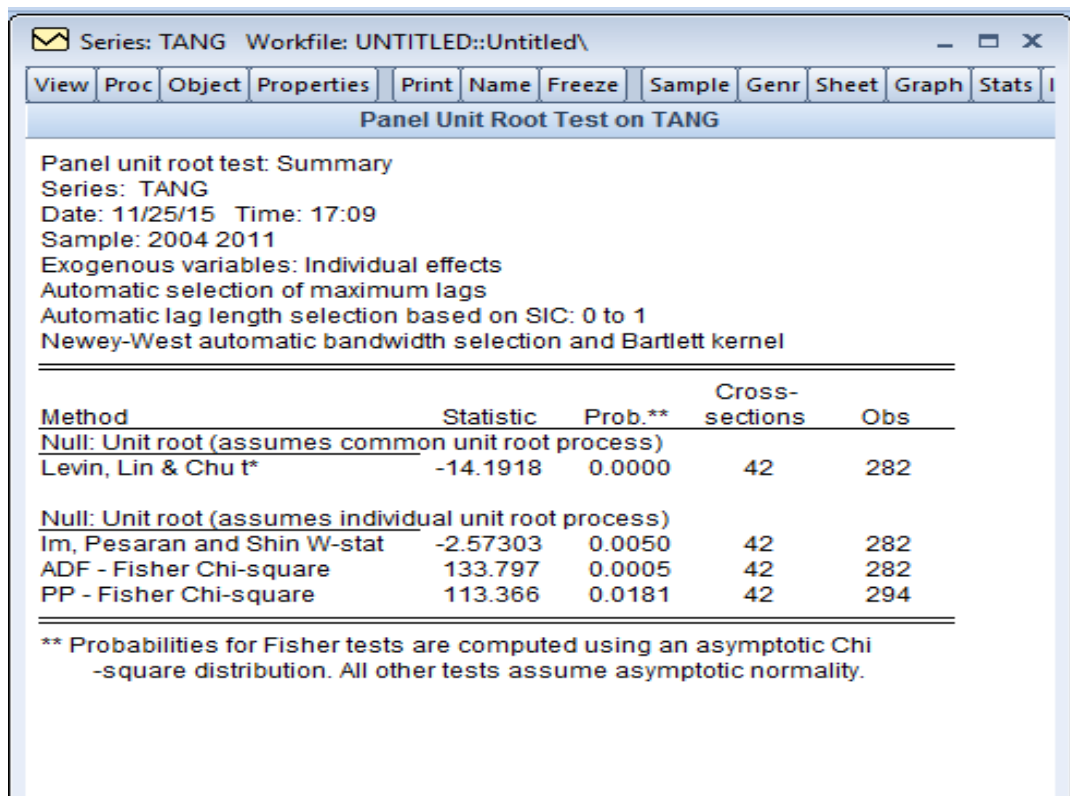 Series: TANG Workfile: UNTITLED::Untitled\
View Proc Object Properties Print Name Freeze Sample Genr Sheet Graph Stats
Panel Unit Root Test on TANG
Panel unit root test: Summary
Series: TANG
Date: 11/25/15 Time: 17:09
Sample: 2004 2011
Exogenous variables: Individual effects
Automatic selection of maximum lags
Automatic lag length selection based on SIC: 0 to 1
Newey-West automatic bandwidth selection and Bartlett kernel
Cross-
Method Statistic Prob.** sections Obs
Null: Unit root (assumes common unit root process)
Levin, Lin & Chu t* -14.1918 0.0000 42 282
Null: Unit root (assumes individual unit root process)
Im, Pesaran and Shin W-stat -2.57303 0.0050 42 282
ADF - Fisher Chi-square 133.797 0.0005 42 282
PP - Fisher Chi-square 113.366 0.0181 42 294
** Probabilities for Fisher tests are computed using an asymptotic Chi
-square distribution. All other tests assume asymptotic normality.